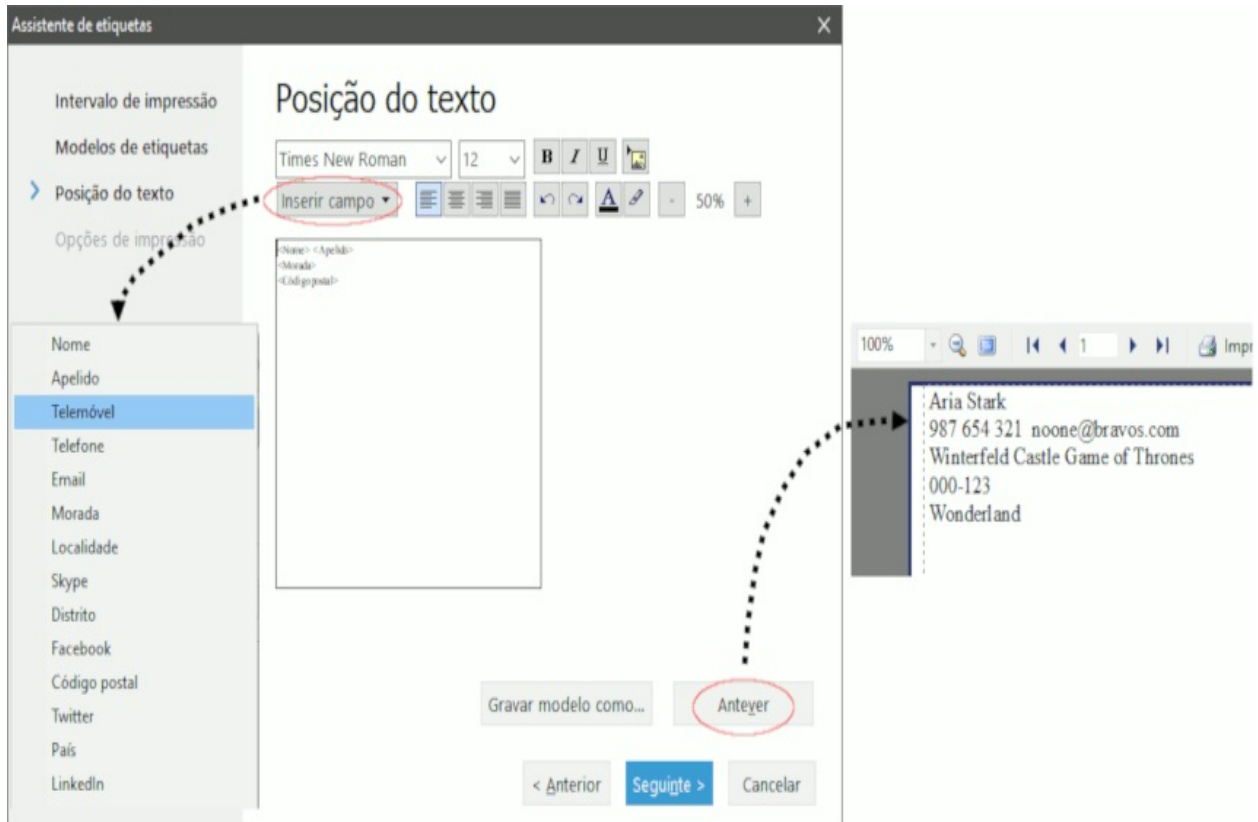 Assistente de etiquetas
Intervalo de impressão
Modelos de etiquetas
Posição do texto
Opções de impressão
Posição do texto
Times New Roman 12 B I U
Inserir campo A - 50% +
<Nome> <Apelido>
<Morada>
<Código postal>
Nome
Apelido
Telemóvel
Telefone
Email
Morada
Localidade
Skype
Distrito
Facebook
Código postal
Twitter
País
LinkedIn
Gravar modelo como... Antever
< Anterior Seguinte > Cancelar
100% 1 Impr
Aria Stark
987 654 321 noone@bravos.com
Winterfeld Castle Game of Thrones
000-123
Wonderland